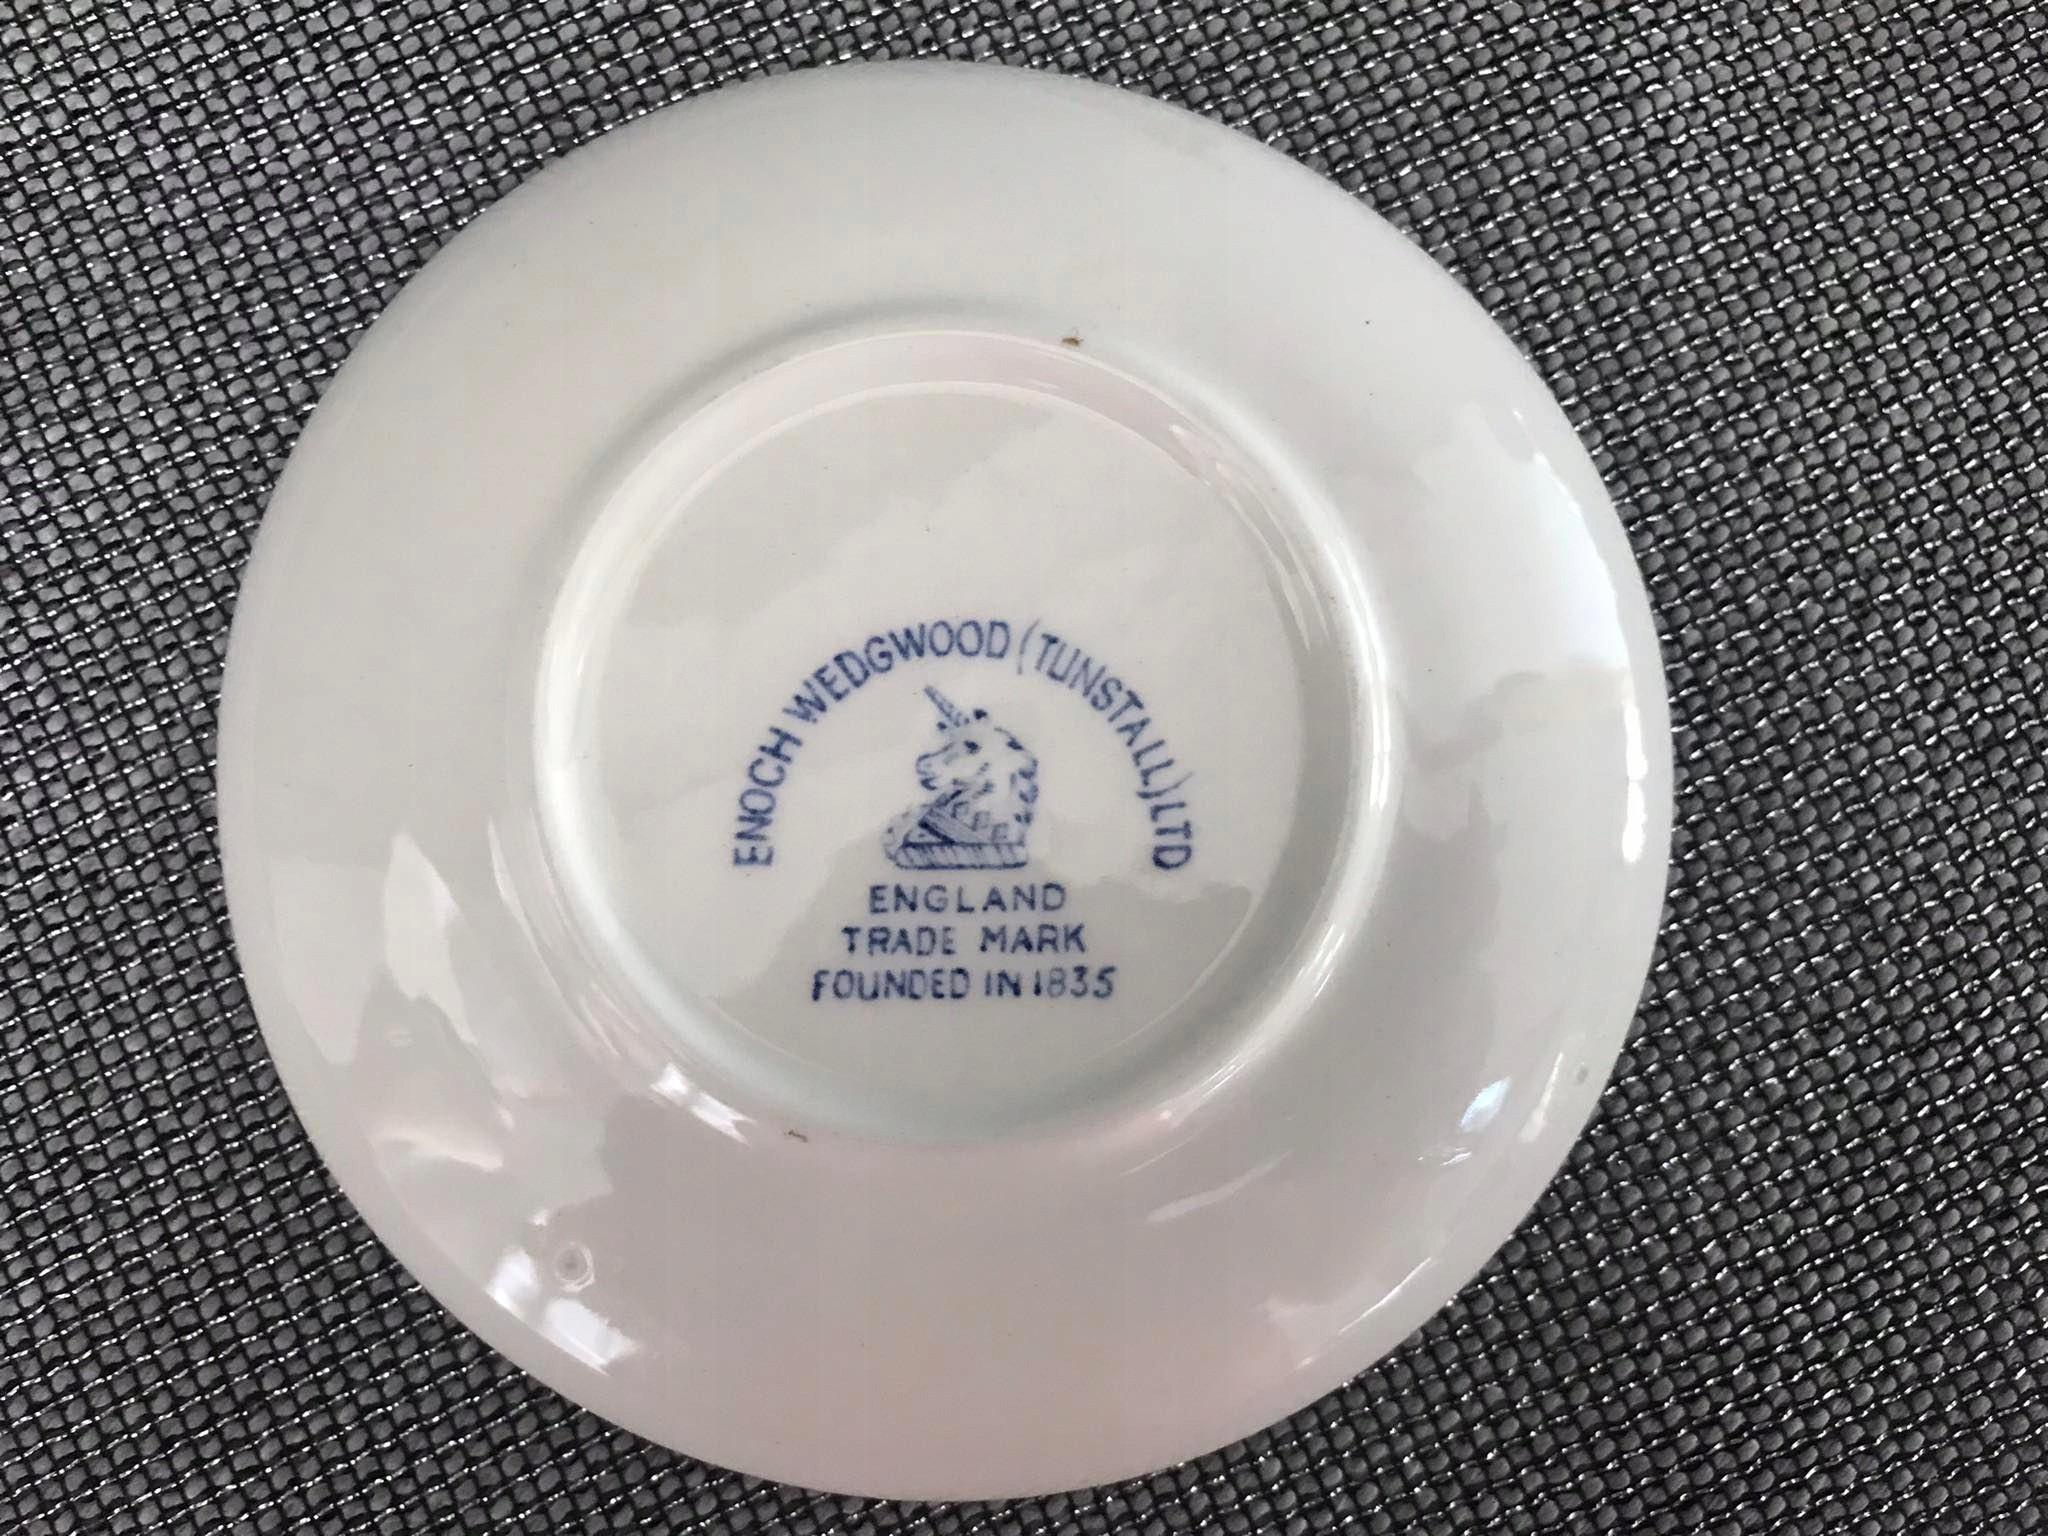 ENOCH WEDGWOOD (TUNSTALL) LTD
ENGLAND
TRADE MARK
FOUNDED IN 1835